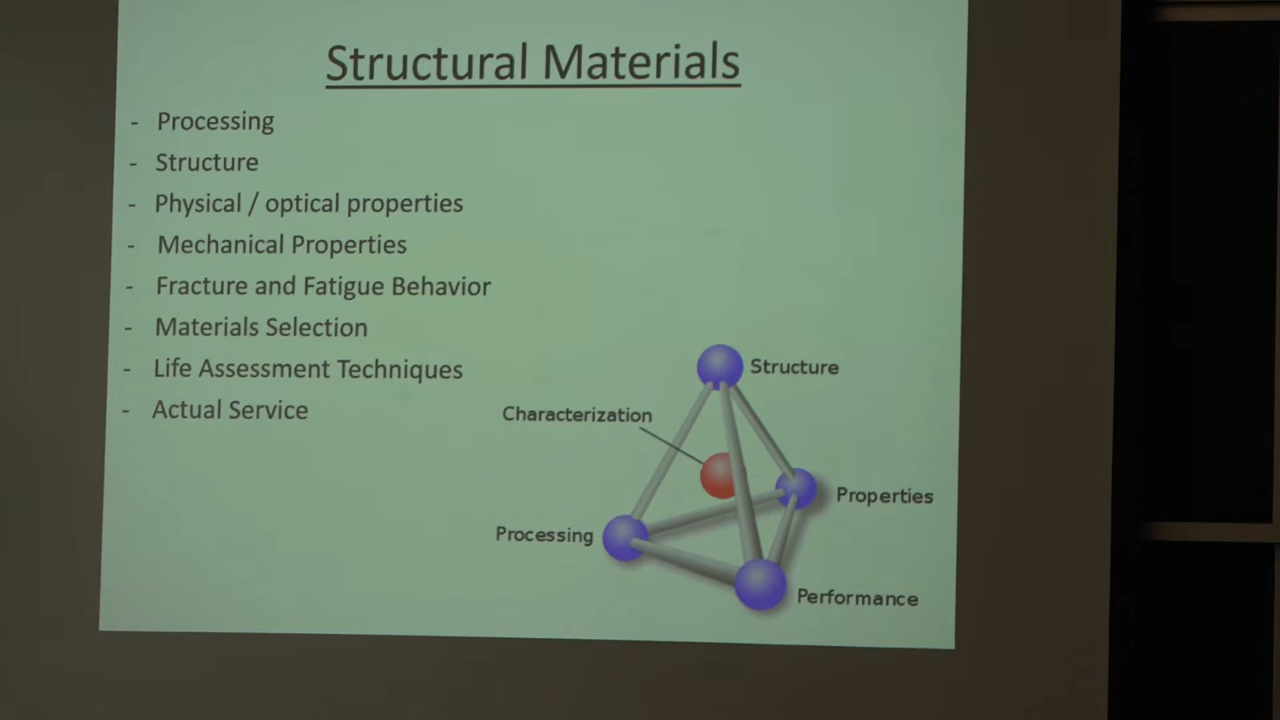 Structural Materials
- Processing
- Structure
- Physical / optical properties
- Mechanical Properties
- Fracture and Fatigue Behavior
- Materials Selection
- Life Assessment Techniques
- Actual Service
Structure
Characterization
Properties
Processing
Performance